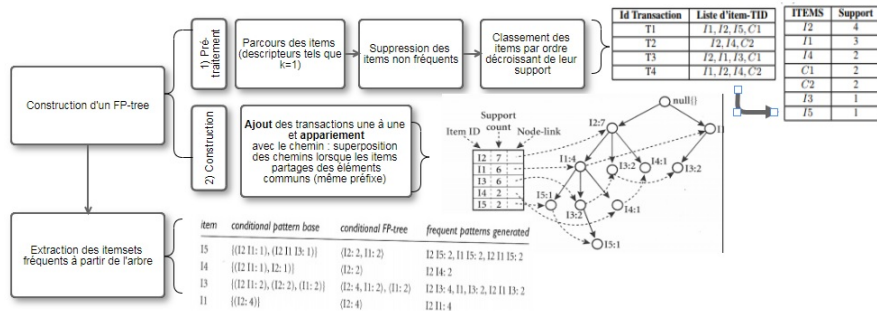 Construction d'un FP-tree
1) Pré-
traitement
Parcours des items
(descripteurs tels que
k=1)
Suppression des
items non fréquents
Classement des
items par ordre
décroissant de leur
support
Id Transaction Liste d'item-TID
T1 I1, I2, I5, C1
T2 I2, I4, C2
T3 I2, I1, I3, C1
T4 I1, I2, I4, C2
ITEMS Support
I2 4
I1 3
I4 2
C1 2
C2 2
I3 1
I5 1
2) Construction
Ajout des transactions une à une
et appariement
avec le chemin : superposition
des chemins lorsque les items
partages des éléments
communs (même préfixe)
Support
Item ID count Node-link
I2 7
I1 6
I3 6
I4 2
I5 2
null{}
I2:7
I1:4
I5:1
I3:2
I4:1
I3:2
I4:1
I3:2
I5:1
Extraction des itemsets
fréquents à partir de l'arbre
item conditional pattern base conditional FP-tree frequent patterns generated
I5 {(I2 I1: 1), (I2 I1 I3: 1)} ⟨I2: 2, I1: 2⟩ I2 I5: 2, I1 I5: 2, I2 I1 I5: 2
I4 {(I2 I1: 1), (I2: 1)} ⟨I2: 2⟩ I2 I4: 2
I3 {(I2 I1: 2), (I2: 2), (I1: 2)} ⟨I2: 4, I1: 2⟩, ⟨I1: 2⟩ I2 I3: 4, I1, I3: 2, I2 I1 I3: 2
I1 {(I2: 4)} ⟨I2: 4⟩ I2 I1: 4